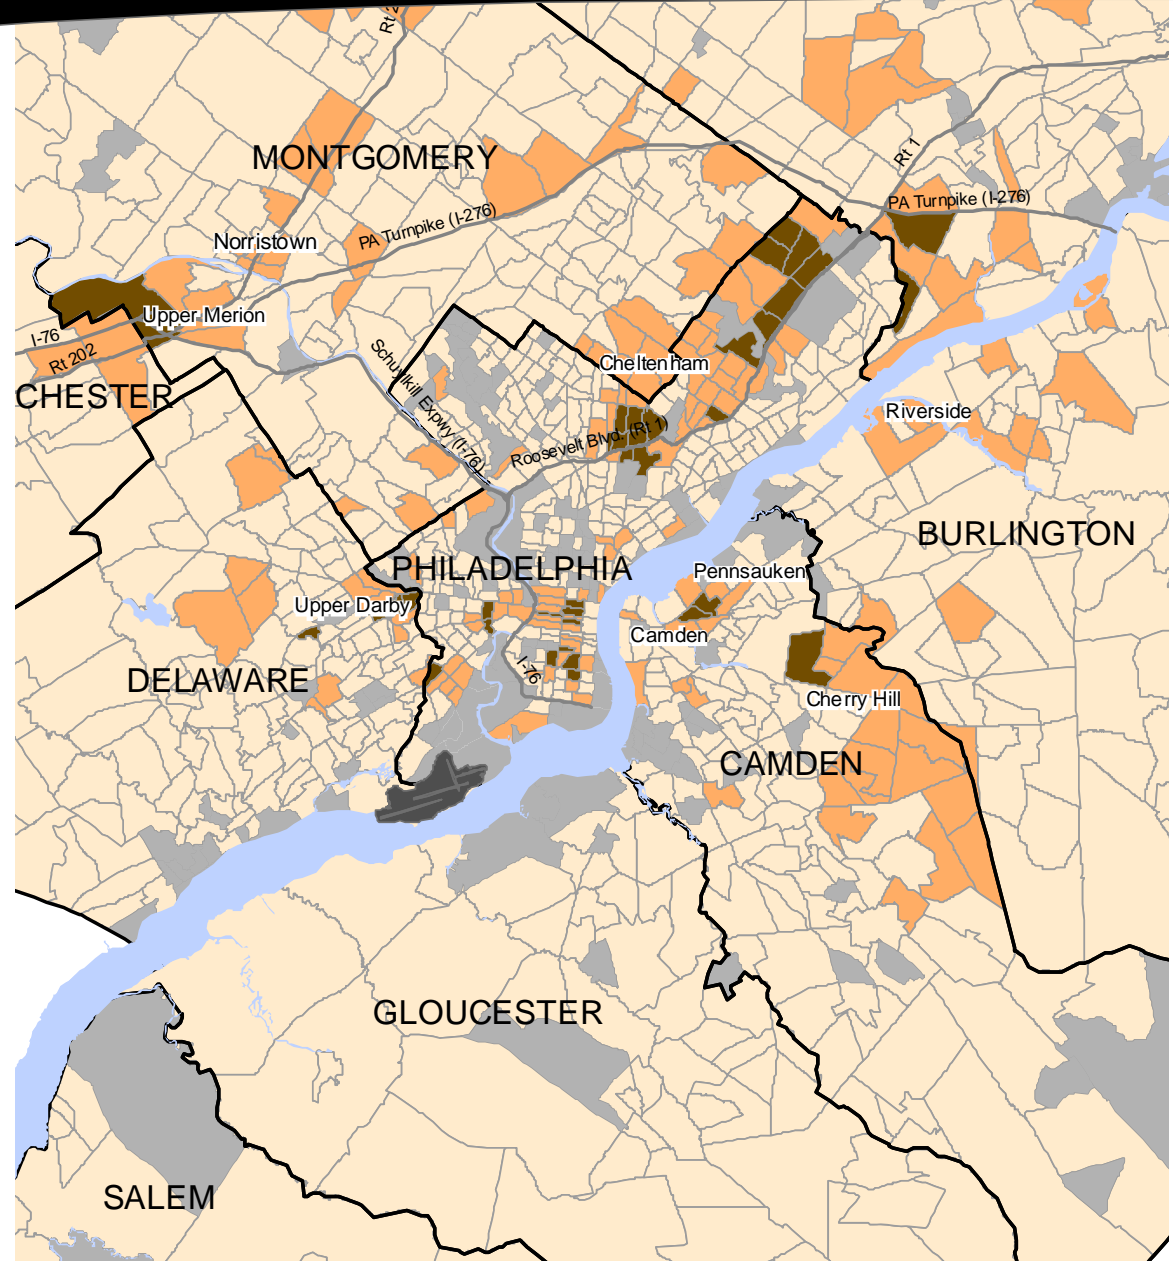 Rt 2
Rt 1
MONTGOMERY
PA Turnpike (I-276)
PA Turnpike (I-276)
Norristown
Upper Merion
I-76
Rt 202
Schuylkill Expwy (I-76)
Cheltenham
CHESTER
Riverside
Roosevelt Blvd. (Rt 1)
BURLINGTON
PHILADELPHIA
Pennsauken
Upper Darby
Camden
I-76
DELAWARE
Cherry Hill
CAMDEN
GLOUCESTER
SALEM